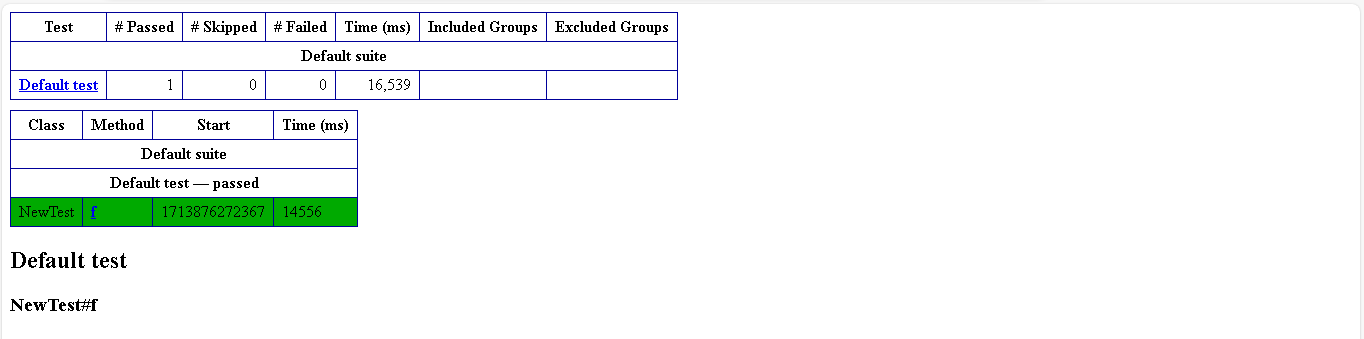 Test # Passed # Skipped # Failed Time (ms) Included Groups Excluded Groups
Default suite
Default test 1 0 0 16,539
Class Method Start Time (ms)
Default suite
Default test — passed
NewTest f 1713876272367 14556
Default test
NewTest#f